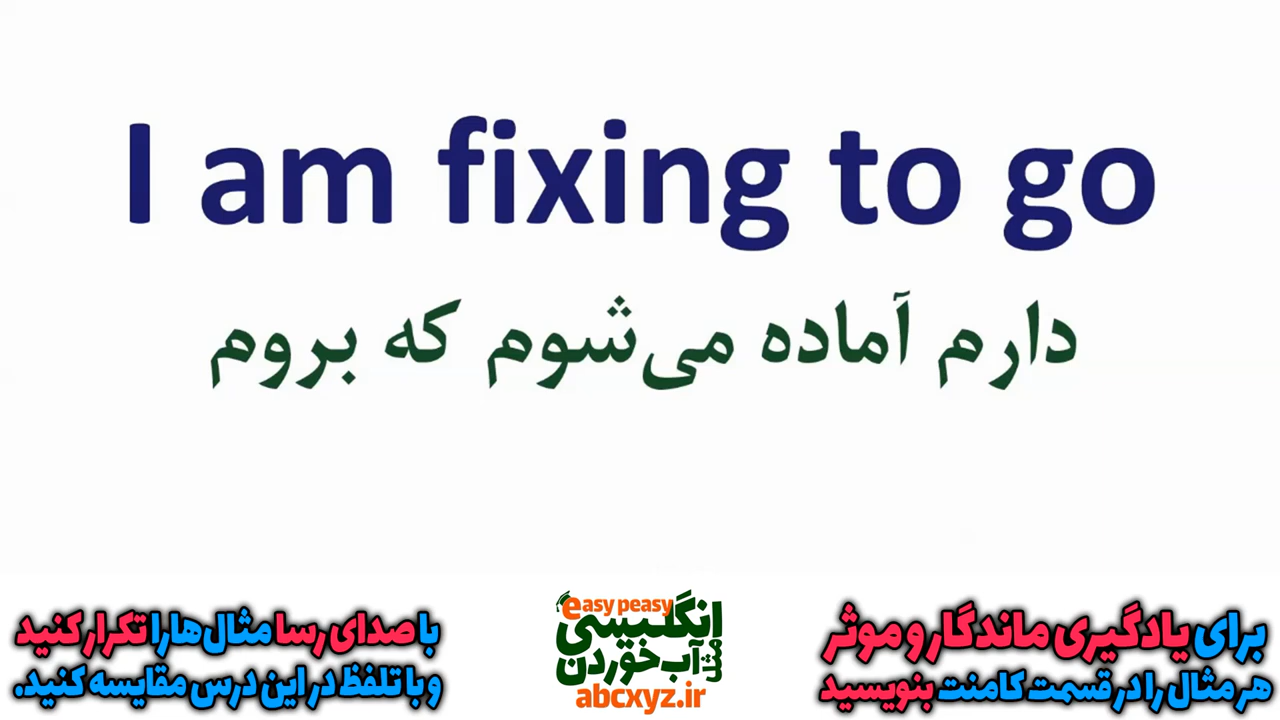 I am fixing to go
دارم آماده می‌شوم که بروم
برای یادگیری ماندگار و موثر
هر مثال را در قسمت کامنت بنویسید
easy peasy
انگلیسی
مثل آب خوردن
abcxyz.ir
با صدای رسا مثال‌ها را تکرار کنید
و با تلفظ در این درس مقایسه کنید.